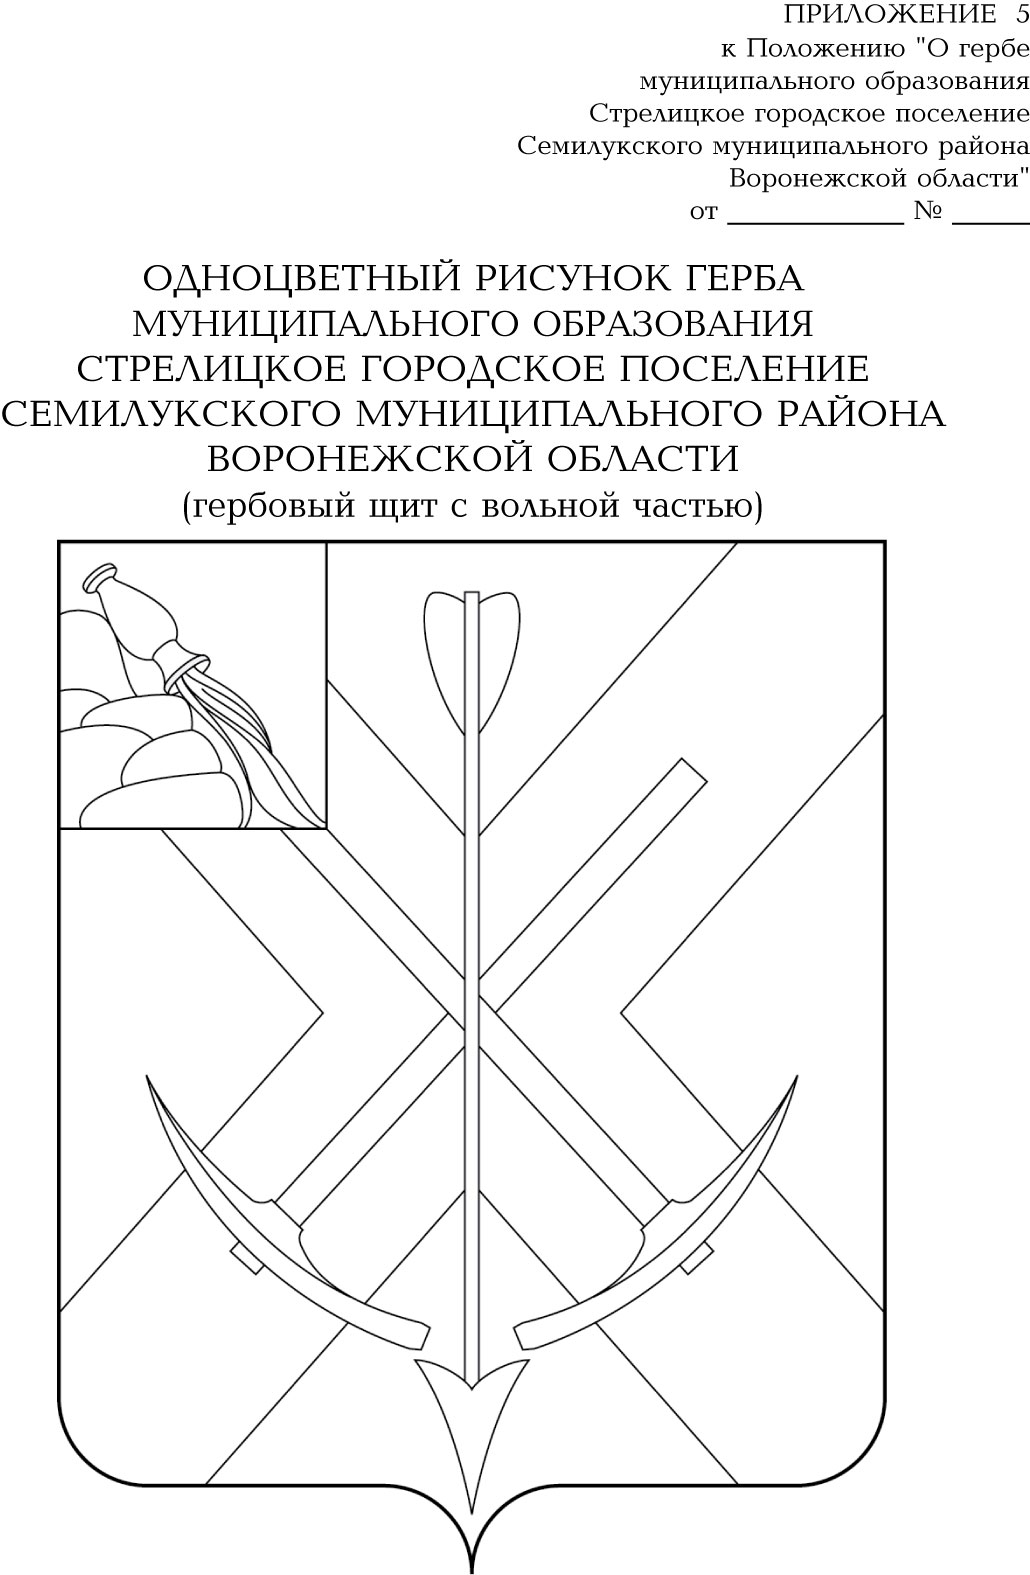 ПРИЛОЖЕНИЕ 5
к Положению "О гербе
муниципального образования
Стрелицкое городское поселение
Семилукского муниципального района
Воронежской области"
от ____________ № _____
ОДНОЦВЕТНЫЙ РИСУНОК ГЕРБА
МУНИЦИПАЛЬНОГО ОБРАЗОВАНИЯ
СТРЕЛИЦКОЕ ГОРОДСКОЕ ПОСЕЛЕНИЕ
СЕМИЛУКСКОГО МУНИЦИПАЛЬНОГО РАЙОНА
ВОРОНЕЖСКОЙ ОБЛАСТИ
(гербовый щит с вольной частью)